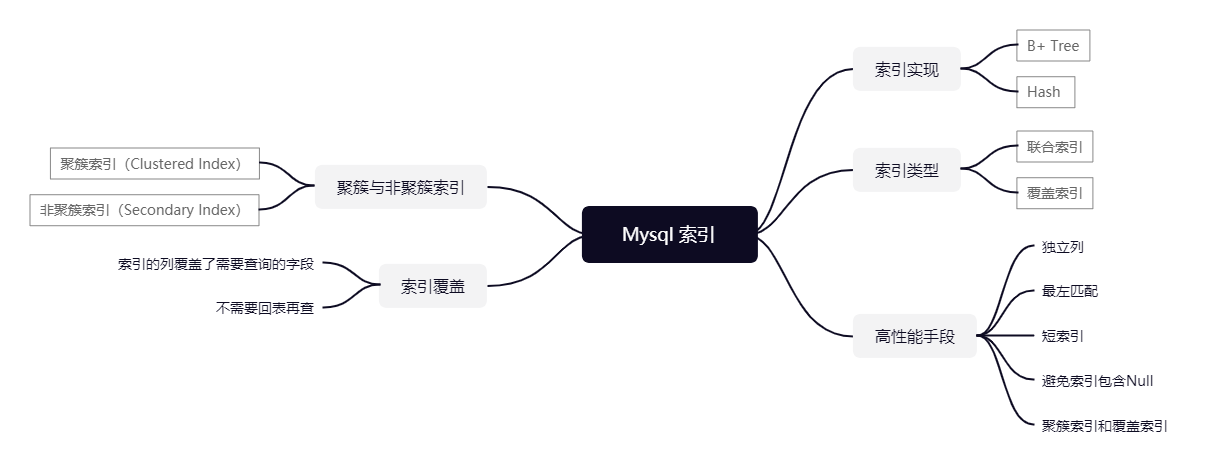 Mysql 索引
索引实现
B+ Tree
Hash
索引类型
联合索引
覆盖索引
高性能手段
独立列
最左匹配
短索引
避免索引包含Null
聚簇索引和覆盖索引
聚簇与非聚簇索引
聚簇索引（Clustered Index）
非聚簇索引（Secondary Index）
索引覆盖
索引的列覆盖了需要查询的字段
不需要回表再查